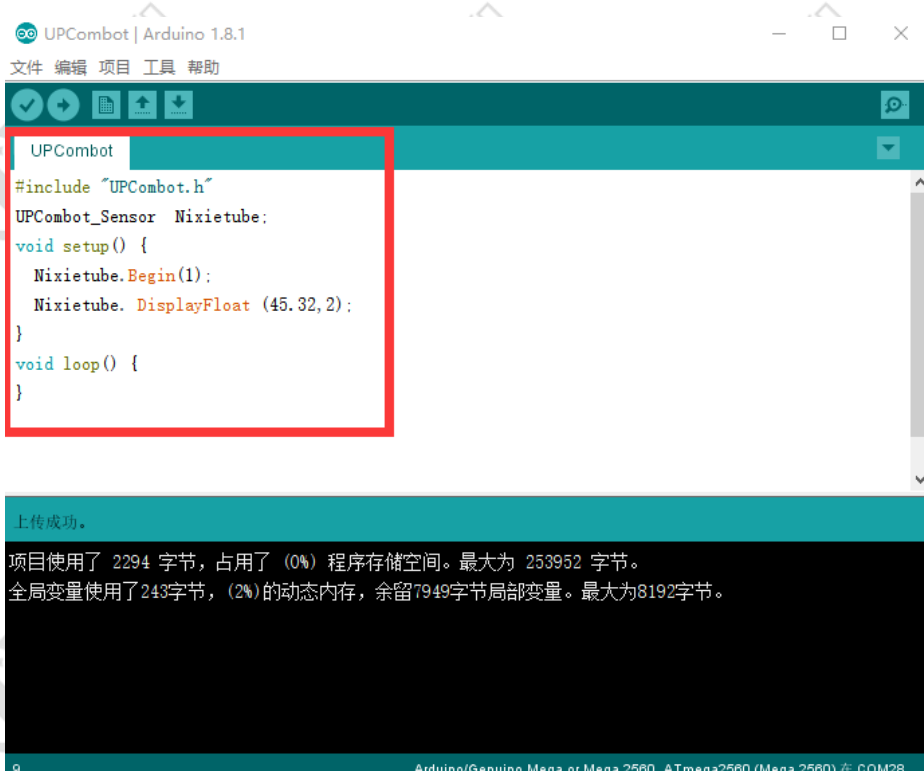 UPCombot | Arduino 1.8.1
文件 编辑 项目 工具 帮助
UPCombot
#include "UPCombot.h"
UPCombot_Sensor  Nixietube;
void setup() {
  Nixietube.Begin(1);
  Nixietube. DisplayFloat (45.32,2);
}
void loop() {
}
上传成功。
项目使用了 2294 字节，占用了 (0%) 程序存储空间。最大为 253952 字节。
全局变量使用了243字节，(2%)的动态内存，余留7949字节局部变量。最大为8192字节。
9 Arduino/Genuino Mega or Mega 2560, ATmega2560 (Mega 2560) 在 COM28